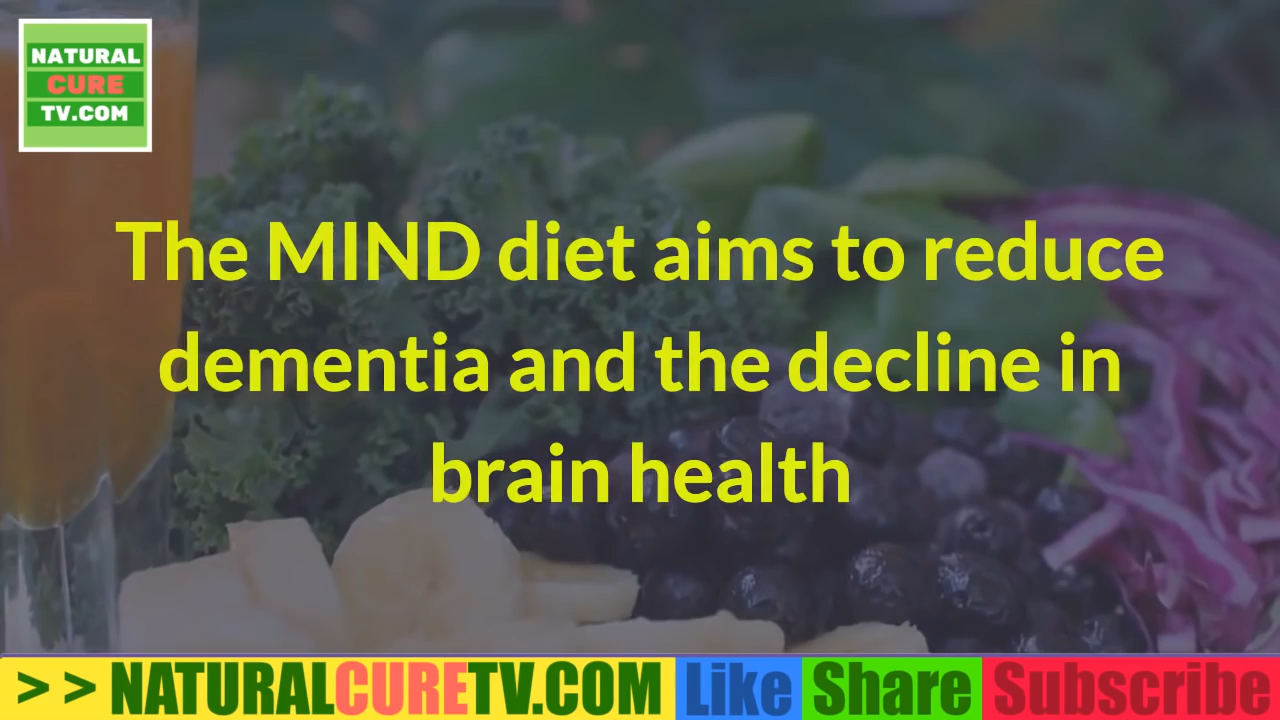 NATURAL
CURE
TV.COM
The MIND diet aims to reduce
dementia and the decline in
brain health
> > NATURALCURETV.COM Like Share Subscribe